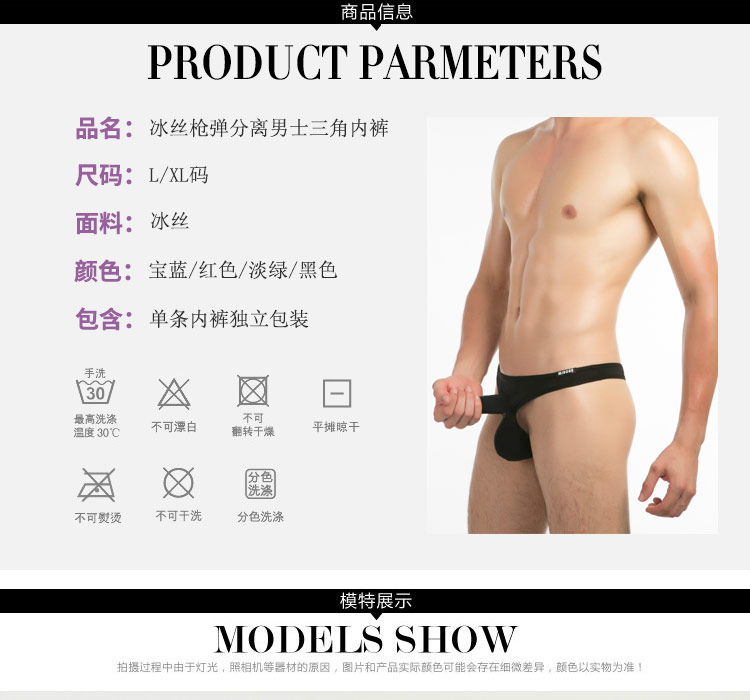 商品信息
PRODUCT PARMETERS
品名： 冰丝枪弹分离男士三角内裤
尺码： L/XL码
面料： 冰丝
颜色： 宝蓝/红色/淡绿/黑色
包含： 单条内裤独立包装
手洗
30
最高洗涤
温度 30℃
不可漂白
不可
翻转干燥
平摊晾干
不可熨烫
不可干洗
分色
洗涤
分色洗涤
模特展示
MODELS SHOW
拍摄过程中由于灯光，照相机等器材的原因，图片和产品实际颜色可能会存在细微差异，颜色以实物为准！